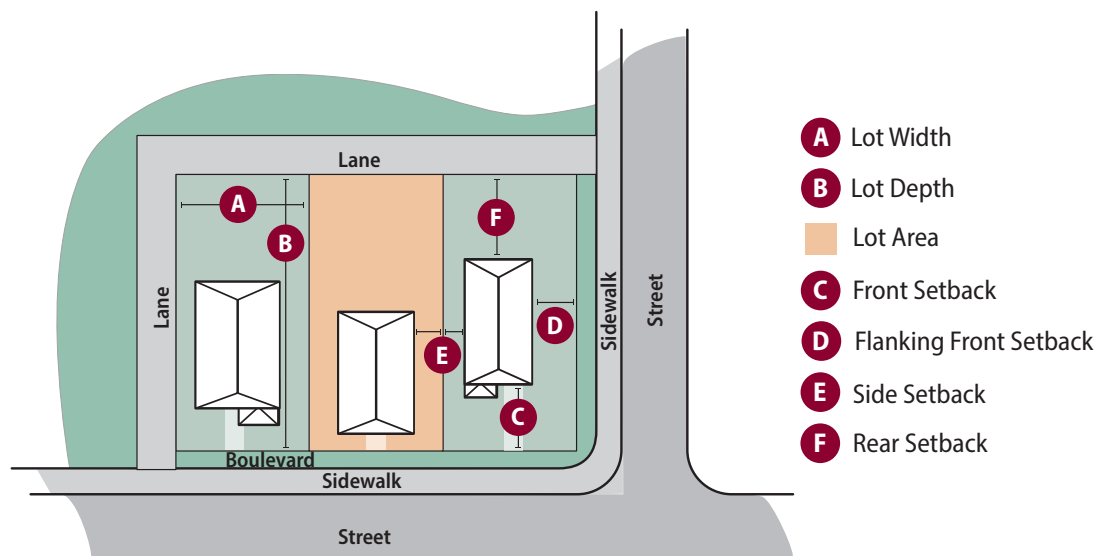 Lane
Lane
A
B
F
D
E
C
Sidewalk
Street
Boulevard
Sidewalk
Street
A Lot Width
B Lot Depth
Lot Area
C Front Setback
D Flanking Front Setback
E Side Setback
F Rear Setback